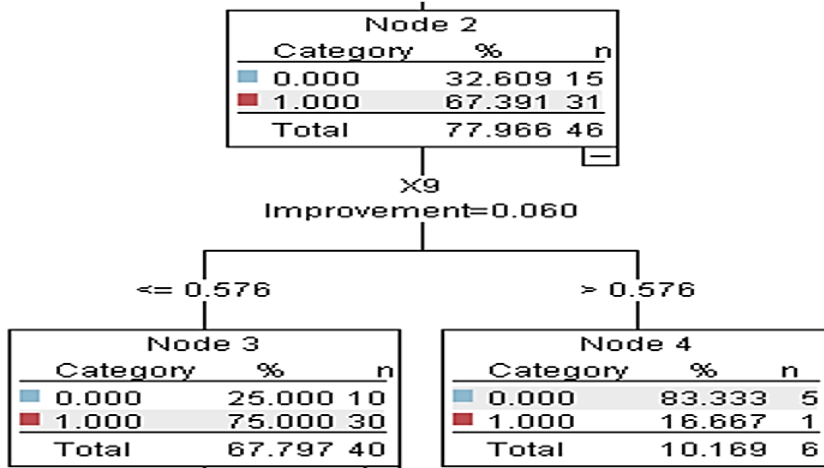 Node 2
Category % n
0.000 32.609 15
1.000 67.391 31
Total 77.966 46
X9
Improvement=0.060
<= 0.576 > 0.576
Node 3
Category % n
0.000 25.000 10
1.000 75.000 30
Total 67.797 40
Node 4
Category % n
0.000 83.333 5
1.000 16.667 1
Total 10.169 6